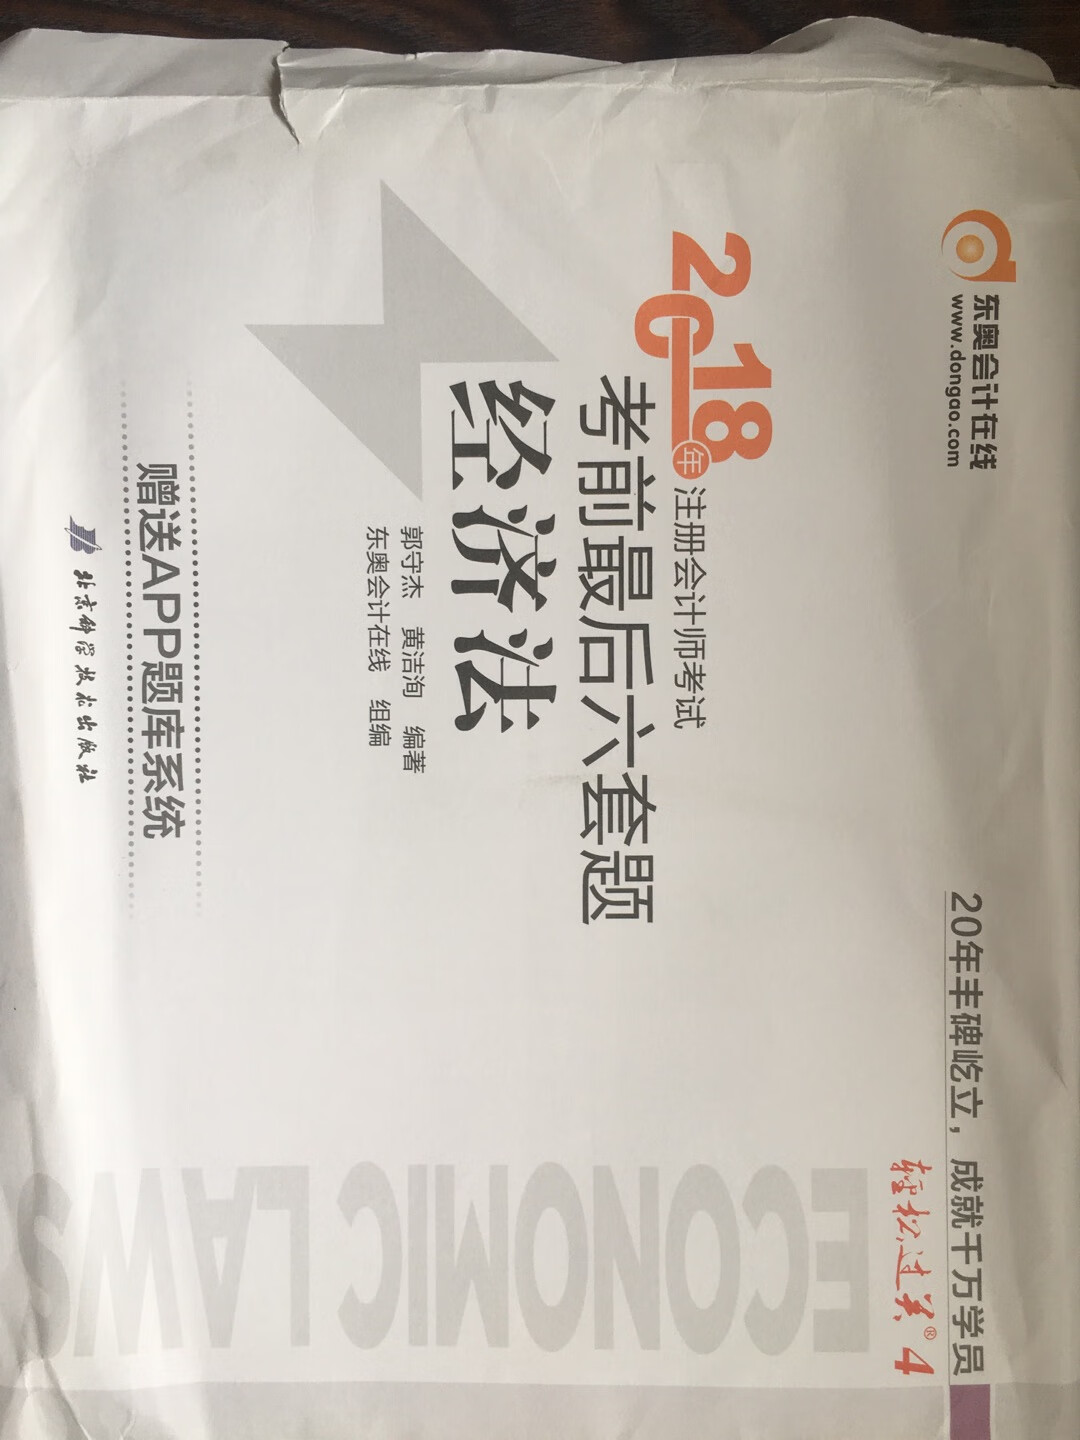 东奥会计在线
www.dongao.com
20年丰碑屹立，成就千万学员
轻松过关® 4
2018年 注册会计师考试
考前最后六套题
经济法
郭守杰 黄洁洵 编著
东奥会计在线 组编
赠送APP题库系统
北京科学技术出版社
ECONOMIC LAWS